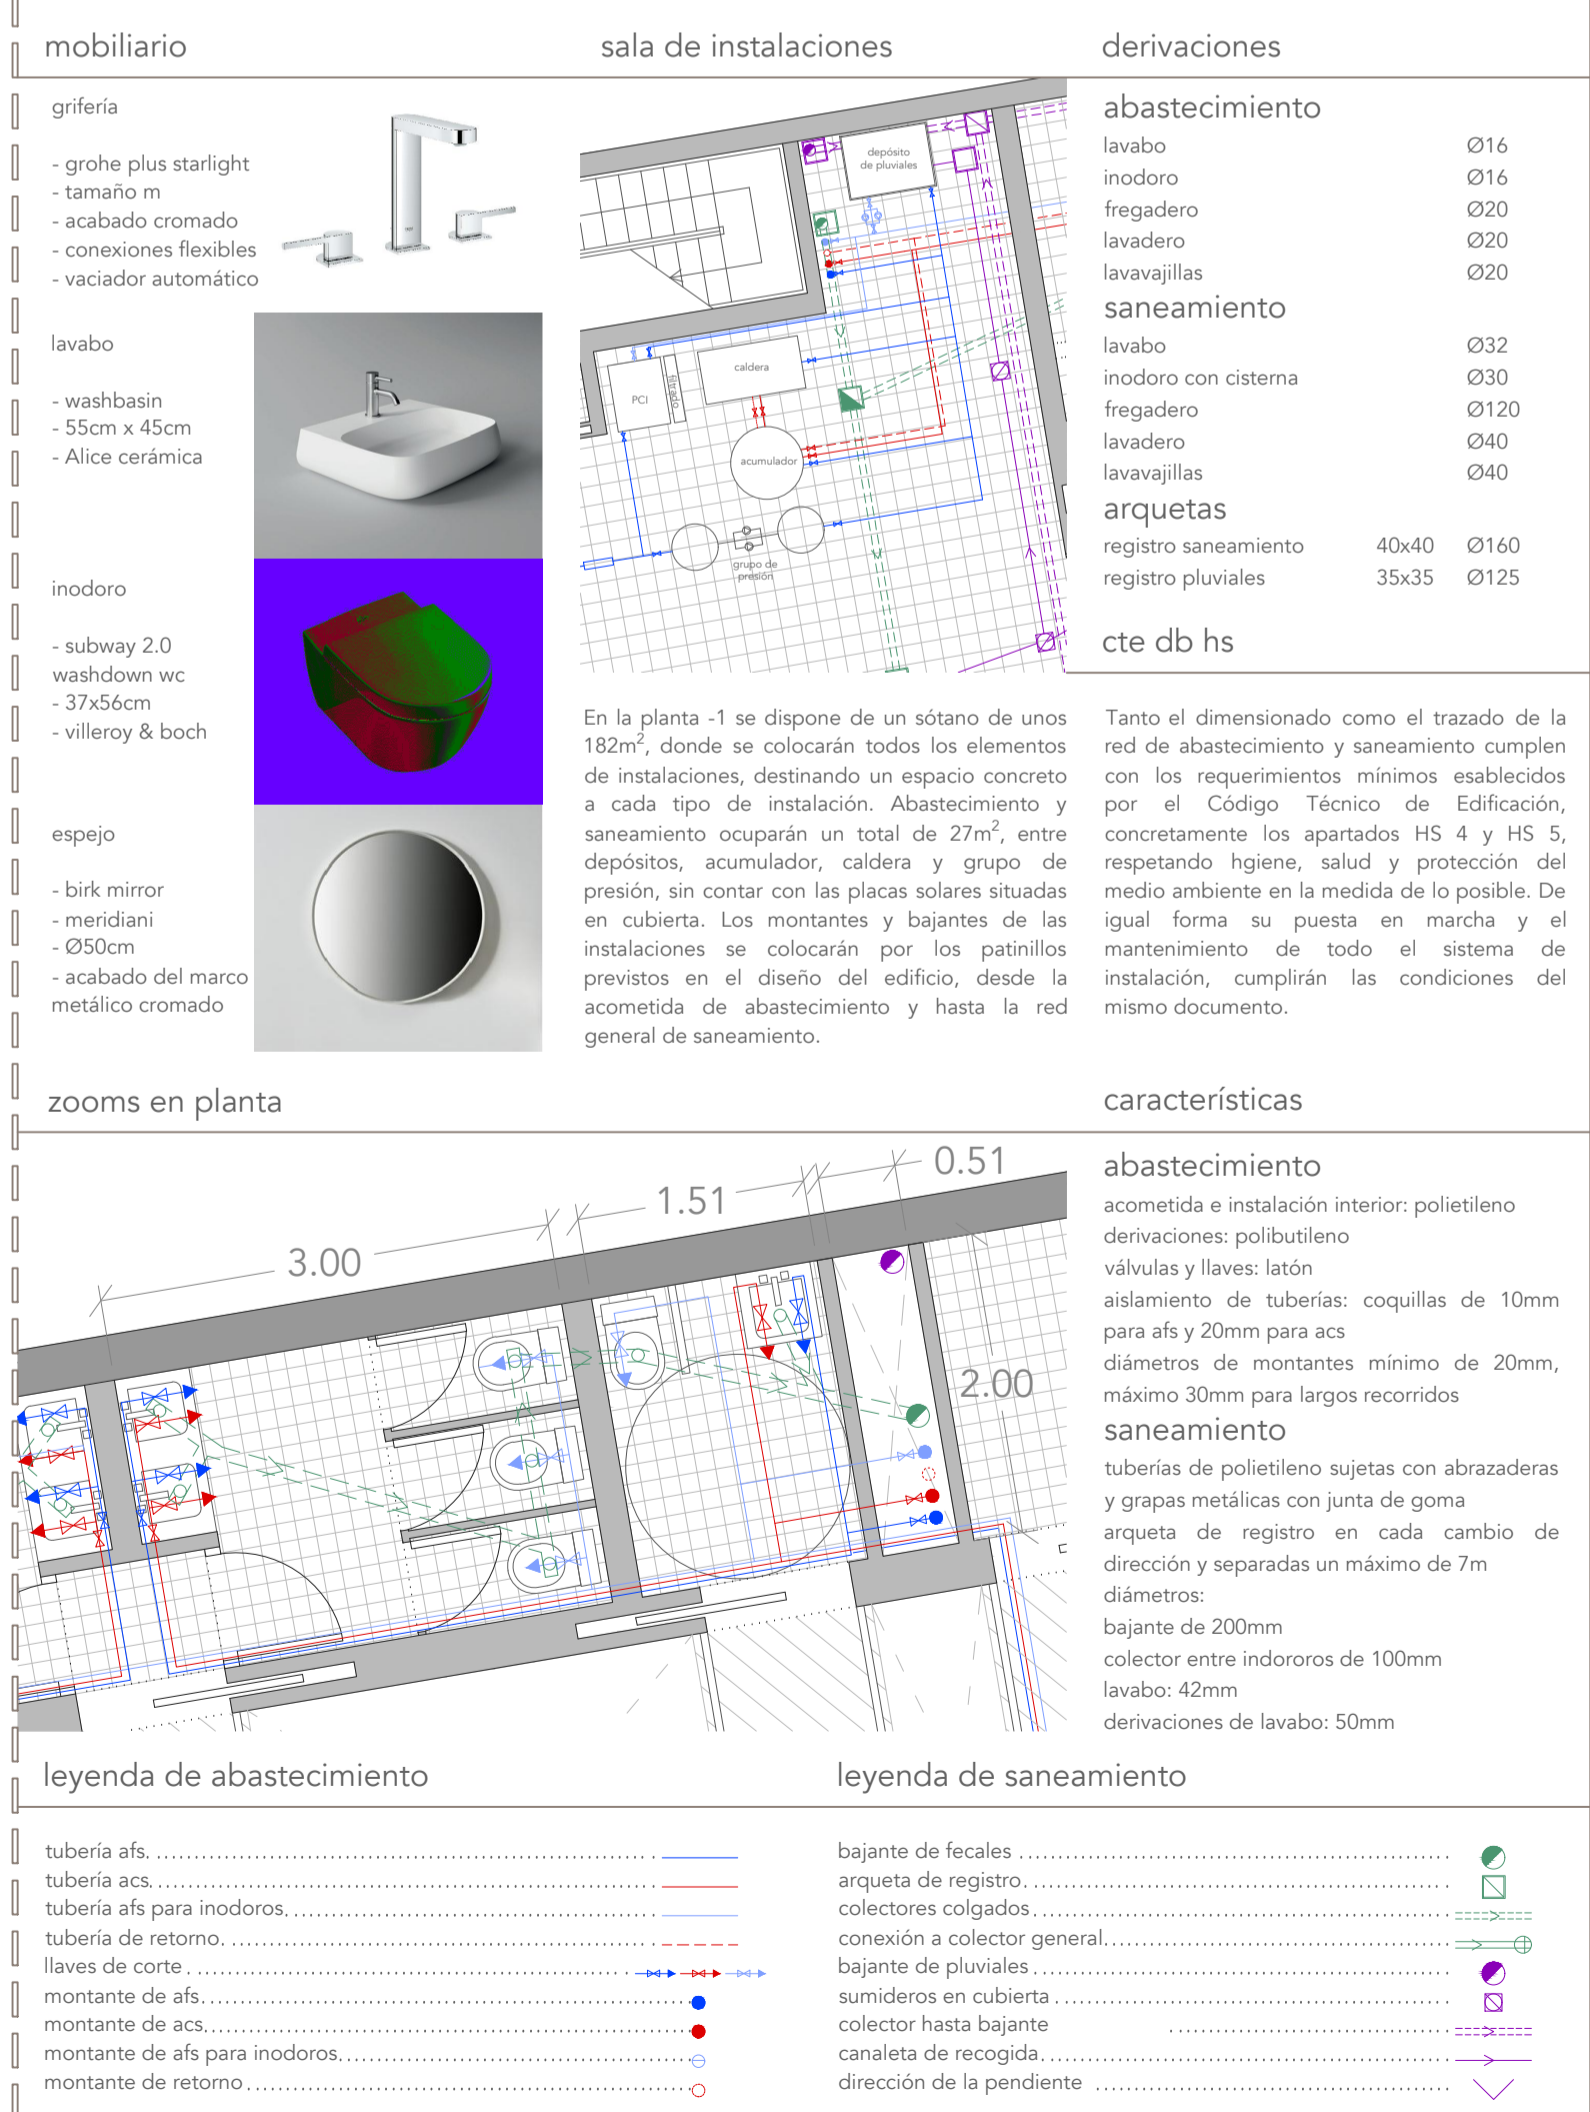 mobiliario
grifería
- grohe plus starlight
- tamaño m
- acabado cromado
- conexiones flexibles
- vaciador automático
lavabo
- washbasin
- 55cm x 45cm
- Alice cerámica
inodoro
- subway 2.0
washdown wc
- 37x56cm
- villeroy & boch
espejo
- birk mirror
- meridiani
- Ø50cm
- acabado del marco
metálico cromado
sala de instalaciones
depósito
de pluviales
caldera
PCI
acumulador
grupo de
presión
En la planta -1 se dispone de un sótano de unos
182m², donde se colocarán todos los elementos
de instalaciones, destinando un espacio concreto
a cada tipo de instalación. Abastecimiento y
saneamiento ocuparán un total de 27m², entre
depósitos, acumulador, caldera y grupo de
presión, sin contar con las placas solares situadas
en cubierta. Los montantes y bajantes de las
instalaciones se colocarán por los patinillos
previstos en el diseño del edificio, desde la
acometida de abastecimiento y hasta la red
general de saneamiento.
derivaciones
abastecimiento
lavabo Ø16
inodoro Ø16
fregadero Ø20
lavadero Ø20
lavavajillas Ø20
saneamiento
lavabo Ø32
inodoro con cisterna Ø30
fregadero Ø120
lavadero Ø40
lavavajillas Ø40
arquetas
registro saneamiento 40x40 Ø160
registro pluviales 35x35 Ø125
cte db hs
Tanto el dimensionado como el trazado de la
red de abastecimiento y saneamiento cumplen
con los requerimientos mínimos esablecidos
por el Código Técnico de Edificación,
concretamente los apartados HS 4 y HS 5,
respetando hgiene, salud y protección del
medio ambiente en la medida de lo posible. De
igual forma su puesta en marcha y el
mantenimiento de todo el sistema de
instalación, cumplirán las condiciones del
mismo documento.
zooms en planta
3.00
1.51
0.51
2.00
características
abastecimiento
acometida e instalación interior: polietileno
derivaciones: polibutileno
válvulas y llaves: latón
aislamiento de tuberías: coquillas de 10mm
para afs y 20mm para acs
diámetros de montantes mínimo de 20mm,
máximo 30mm para largos recorridos
saneamiento
tuberías de polietileno sujetas con abrazaderas
y grapas metálicas con junta de goma
arqueta de registro en cada cambio de
dirección y separadas un máximo de 7m
diámetros:
bajante de 200mm
colector entre indororos de 100mm
lavabo: 42mm
derivaciones de lavabo: 50mm
leyenda de abastecimiento
tubería afs
tubería acs
tubería afs para inodoros
tubería de retorno
llaves de corte
montante de afs
montante de acs
montante de afs para inodoros
montante de retorno
leyenda de saneamiento
bajante de fecales
arqueta de registro
colectores colgados
conexión a colector general
bajante de pluviales
sumideros en cubierta
colector hasta bajante
canaleta de recogida
dirección de la pendiente